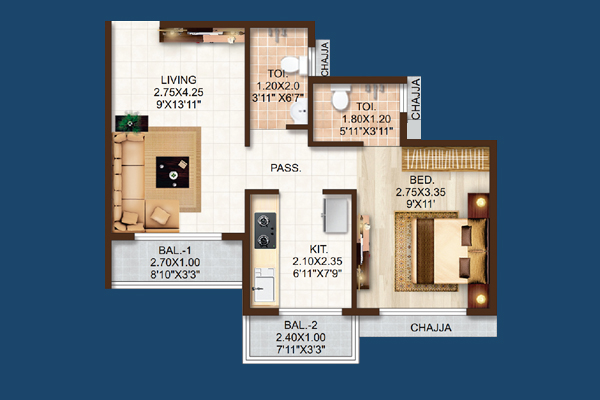 LIVING
2.75X4.25
9'X13'11"
TOI.
1.20X2.0
3'11" X6'7"
CHAJJA
TOI.
1.80X1.20
5'11"X3'11"
CHAJJA
PASS.
BED.
2.75X3.35
9'X11'
BAL.-1
2.70X1.00
8'10"X3'3"
KIT.
2.10X2.35
6'11"X7'9"
BAL.-2
2.40X1.00
7'11"X3'3"
CHAJJA